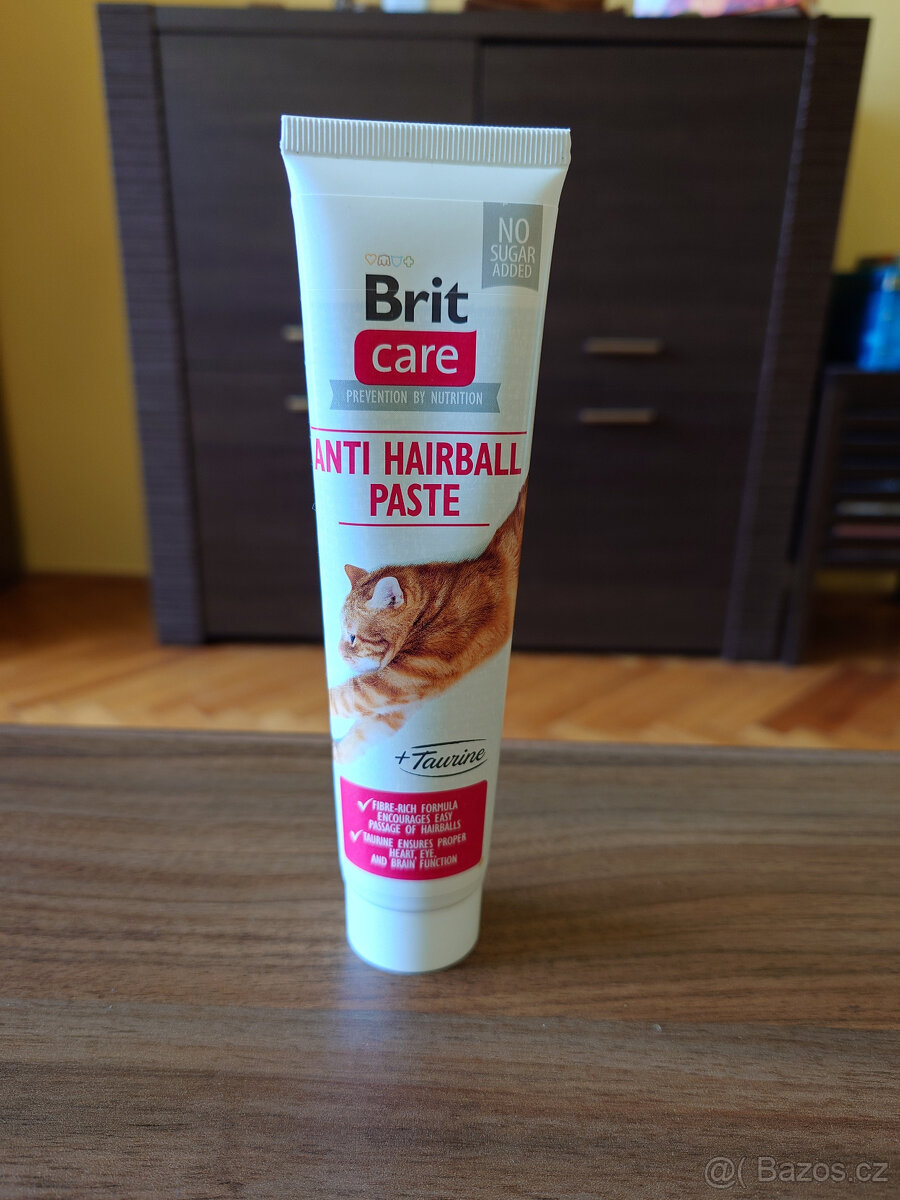 NO
SUGAR
ADDED
Brit
care
PREVENTION BY NUTRITION
ANTI HAIRBALL
PASTE
+Taurine
FIBRE-RICH FORMULA
ENCOURAGES EASY
PASSAGE OF HAIRBALLS
TAURINE ENSURES PROPER
HEART, EYE
AND BRAIN FUNCTION
@( Bazos.cz